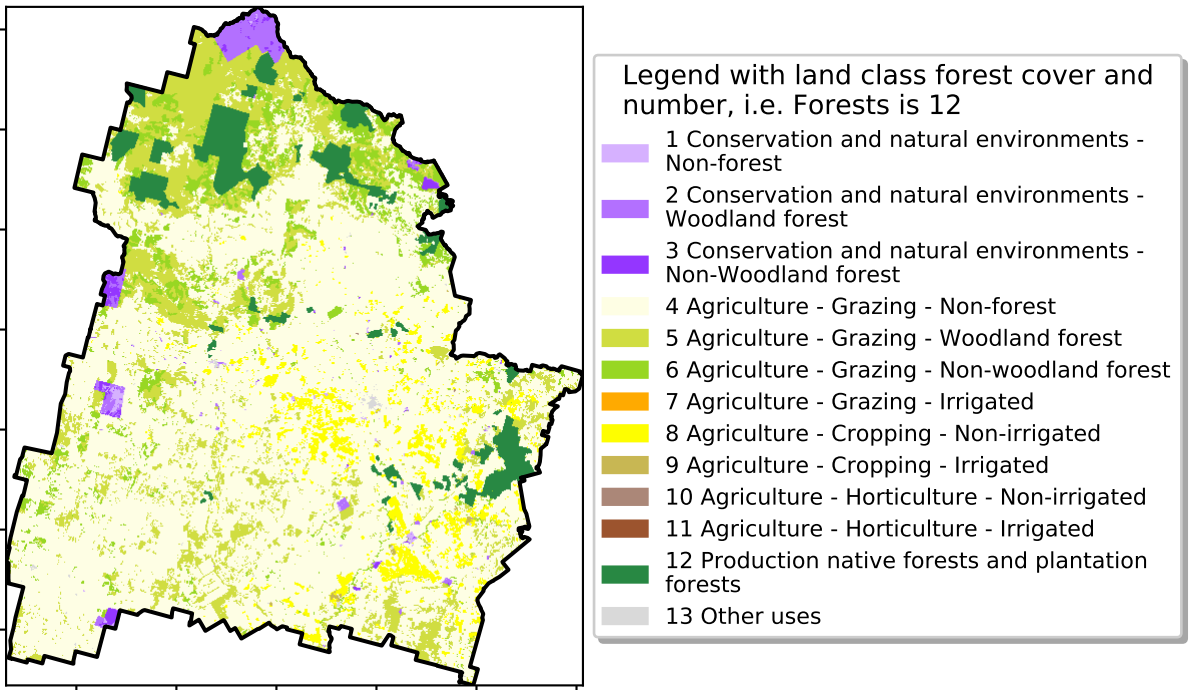 Legend with land class forest cover and
number, i.e. Forests is 12
1 Conservation and natural environments -
Non-forest
2 Conservation and natural environments -
Woodland forest
3 Conservation and natural environments -
Non-Woodland forest
4 Agriculture - Grazing - Non-forest
5 Agriculture - Grazing - Woodland forest
6 Agriculture - Grazing - Non-woodland forest
7 Agriculture - Grazing - Irrigated
8 Agriculture - Cropping - Non-irrigated
9 Agriculture - Cropping - Irrigated
10 Agriculture - Horticulture - Non-irrigated
11 Agriculture - Horticulture - Irrigated
12 Production native forests and plantation
forests
13 Other uses